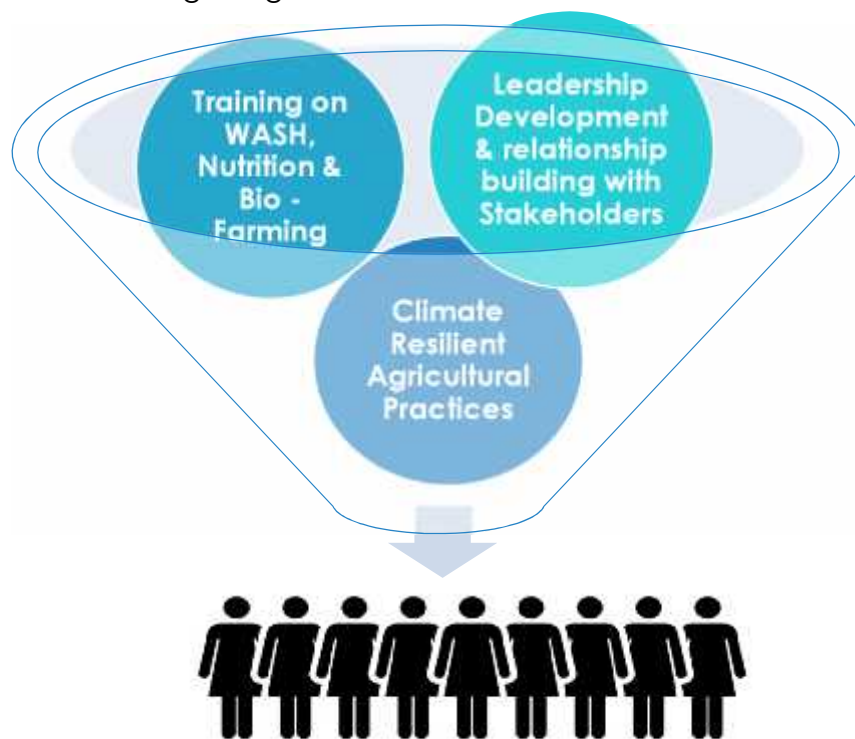 Training on
WASH,
Nutrition &
Bio -
Farming
Leadership
Development
& relationship
building with
Stakeholders
Climate
Resilient
Agricultural
Practices